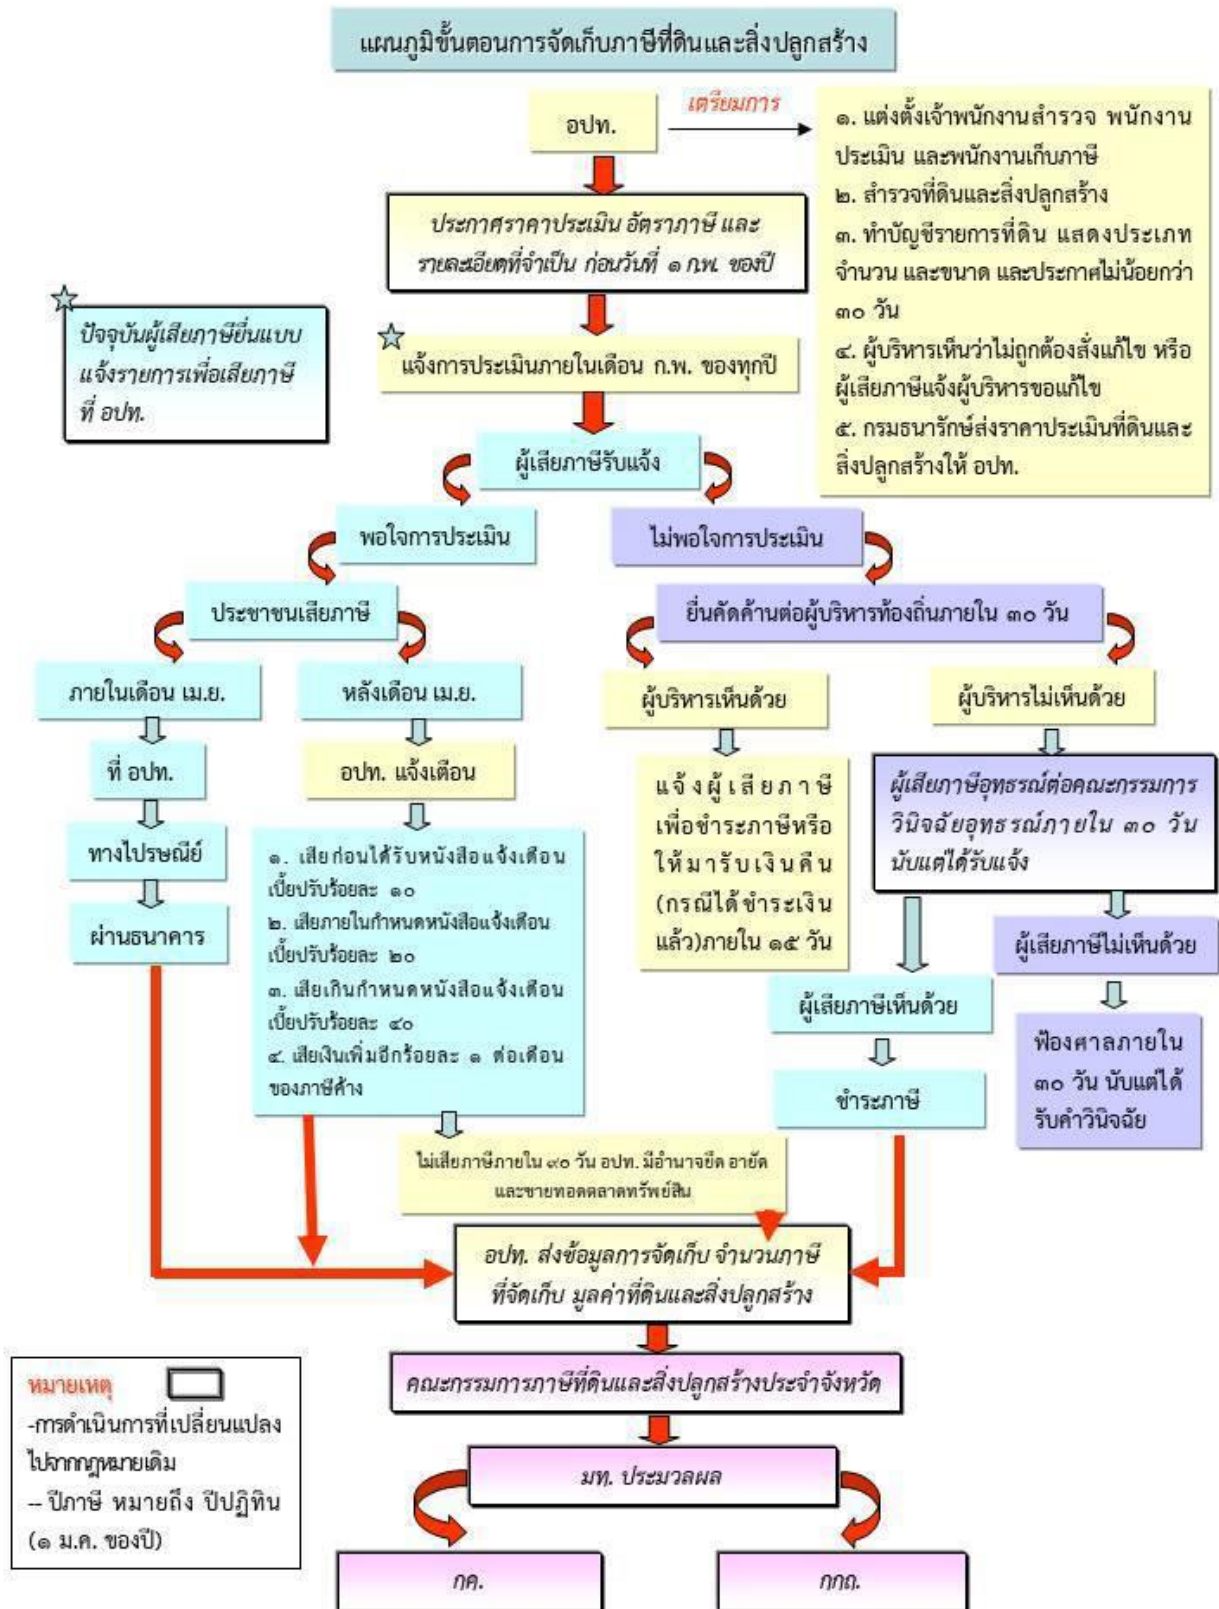 แผนภูมิขั้นตอนการจัดเก็บภาษีที่ดินและสิ่งปลูกสร้าง
อปท.
เตรียมการ
๑. แต่งตั้งเจ้าพนักงานสำรวจ พนักงาน
ประเมิน และพนักงานเก็บภาษี
๒. สำรวจที่ดินและสิ่งปลูกสร้าง
๓. ทำบัญชีรายการที่ดิน แสดงประเภท
จำนวน และขนาด และประกาศไม่น้อยกว่า
๓๐ วัน
๔. ผู้บริหารเห็นว่าไม่ถูกต้องสั่งแก้ไข หรือ
ผู้เสียภาษีแจ้งผู้บริหารขอแก้ไข
๕. กรมธนารักษ์ส่งราคาประเมินที่ดินและ
สิ่งปลูกสร้างให้ อปท.
ประกาศราคาประเมิน อัตราภาษี และ
รายละเอียดที่จำเป็น ก่อนวันที่ ๑ ก.พ. ของปี
ปัจจุบันผู้เสียภาษียื่นแบบ
แจ้งรายการเพื่อเสียภาษี
ที่ อปท.
แจ้งการประเมินภายในเดือน ก.พ. ของทุกปี
ผู้เสียภาษีรับแจ้ง
พอใจการประเมิน
ไม่พอใจการประเมิน
ประชาชนเสียภาษี
ยื่นคัดค้านต่อผู้บริหารท้องถิ่นภายใน ๓๐ วัน
ภายในเดือน เม.ย.
หลังเดือน เม.ย.
ผู้บริหารเห็นด้วย
ผู้บริหารไม่เห็นด้วย
ที่ อปท.
อปท. แจ้งเตือน
แจ้งผู้เสียภาษี
เพื่อชำระภาษีหรือ
ให้มารับเงินคืน
(กรณีได้ชำระเงิน
แล้ว)ภายใน ๑๕ วัน
ผู้เสียภาษีอุทธรณ์ต่อคณะกรรมการ
วินิจฉัยอุทธรณ์ภายใน ๓๐ วัน
นับแต่ได้รับแจ้ง
ทางไปรษณีย์
ผ่านธนาคาร
๑. เสียก่อนได้รับหนังสือแจ้งเตือน
เบี้ยปรับร้อยละ ๑๐
๒. เสียภายในกำหนดหนังสือแจ้งเตือน
เบี้ยปรับร้อยละ ๒๐
๓. เสียเกินกำหนดหนังสือแจ้งเตือน
เบี้ยปรับร้อยละ ๔๐
๔. เสียเงินเพิ่มอีกร้อยละ ๑ ต่อเดือน
ของภาษีค้าง
ผู้เสียภาษีไม่เห็นด้วย
ผู้เสียภาษีเห็นด้วย
ฟ้องศาลภายใน
๓๐ วัน นับแต่ได้
รับคำวินิจฉัย
ชำระภาษี
ไม่เสียภาษีภายใน ๙๐ วัน อปท. มีอำนาจยึด อายัด
และขายทอดตลาดทรัพย์สิน
อปท. ส่งข้อมูลการจัดเก็บ จำนวนภาษี
ที่จัดเก็บ มูลค่าที่ดินและสิ่งปลูกสร้าง
คณะกรรมการภาษีที่ดินและสิ่งปลูกสร้างประจำจังหวัด
มท. ประมวลผล
กค.
กกถ.
หมายเหตุ
-การดำเนินการที่เปลี่ยนแปลง
ไปจากกฎหมายเดิม
-- ปีภาษี หมายถึง ปีปฏิทิน
(๑ ม.ค. ของปี)